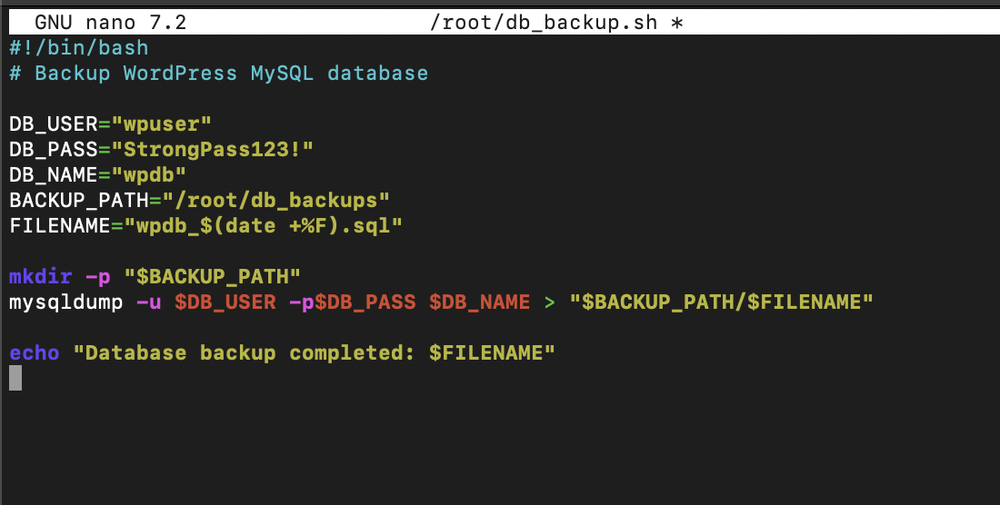 GNU nano 7.2 /root/db_backup.sh *
#!/bin/bash
# Backup WordPress MySQL database
DB_USER="wpuser"
DB_PASS="StrongPass123!"
DB_NAME="wpdb"
BACKUP_PATH="/root/db_backups"
FILENAME="wpdb_$(date +%F).sql"
mkdir -p "$BACKUP_PATH"
mysqldump -u $DB_USER -p$DB_PASS $DB_NAME > "$BACKUP_PATH/$FILENAME"
echo "Database backup completed: $FILENAME"